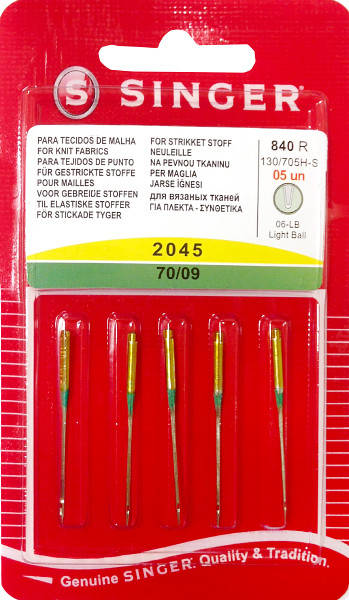 S SINGER®
PARA TECIDOS DE MALHA
FOR KNIT FABRICS
PARA TEJIDOS DE PUNTO
FÜR GESTRICKTE STOFFE
POUR MAILLES
VOOR GEBREIDE STOFFEN
TIL ELASTISKE STOFFER
FÖR STICKADE TYGER
FOR STRIKKET STOFF
NEULEILLE
NA PEVNOU TKANINU
PER MAGLIA
JARSE İGNESI
для вязаных тканей
ΓΙΑ ΠΛΕΚΤΑ - ΣΥΝΘΕΤΙΚΑ
840 R
130/705H-S
05 un
06-LB
Light Ball
2045
70/09
Genuine SINGER® Quality & Tradition.